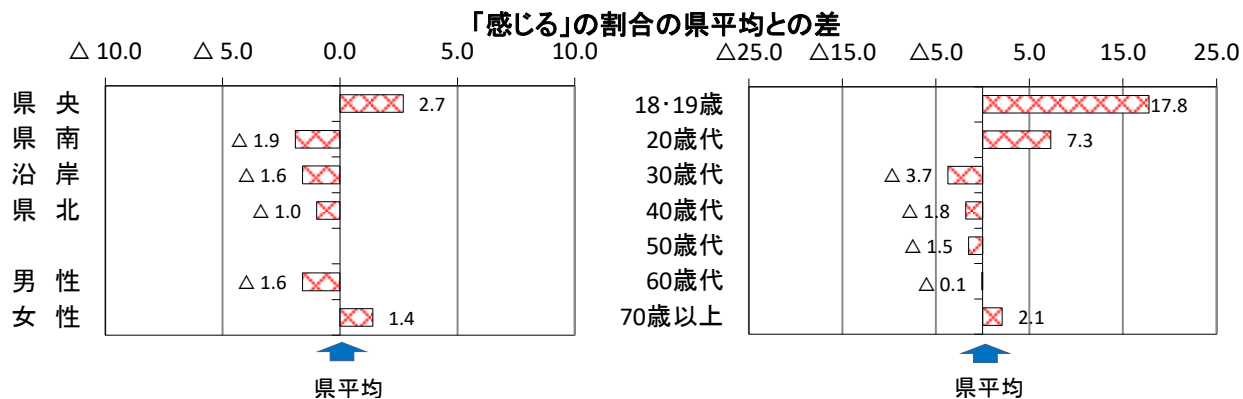 「感じる」の割合の県平均との差
△ 10.0 △ 5.0 0.0 5.0 10.0
県 央 2.7
県 南 △ 1.9
沿 岸 △ 1.6
県 北 △ 1.0
男 性 △ 1.6
女 性 1.4
県平均
△25.0 △15.0 △5.0 5.0 15.0 25.0
18･19歳 17.8
20歳代 7.3
30歳代 △ 3.7
40歳代 △ 1.8
50歳代 △ 1.5
60歳代 △ 0.1
70歳以上 2.1
県平均